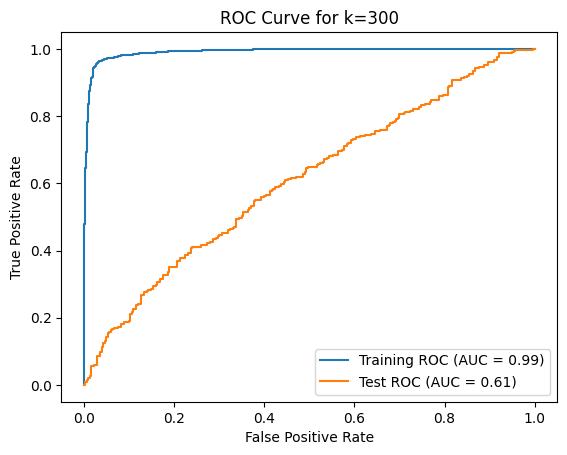 ROC Curve for k=300
True Positive Rate
1.0
0.8
0.6
0.4
0.2
0.0
Training ROC (AUC = 0.99)
Test ROC (AUC = 0.61)
0.0 0.2 0.4 0.6 0.8 1.0
False Positive Rate